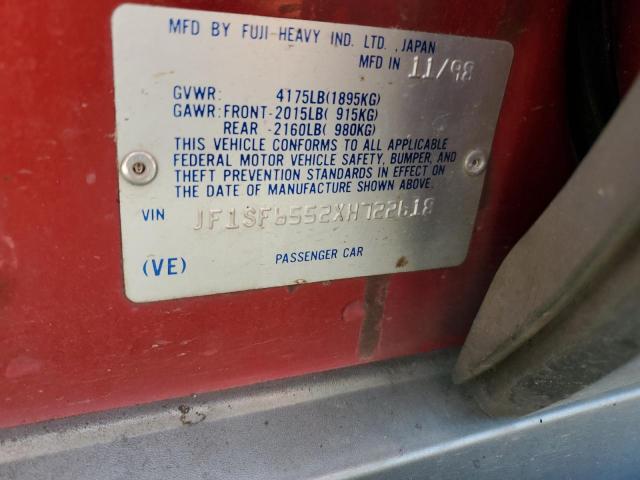 MFD BY FUJI-HEAVY IND. LTD.,JAPAN
MFD IN 11/98
GVWR: 4175LB(1895KG)
GAWR:FRONT-2015LB( 915KG)
REAR -2160LB( 980KG)
THIS VEHICLE CONFORMS TO ALL APPLICABLE
FEDERAL MOTOR VEHICLE SAFETY, BUMPER, AND
THEFT PREVENTION STANDARDS IN EFFECT ON
THE DATE OF MANUFACTURE SHOWN ABOVE.
VIN JF1SF6552XH722618
(VE) PASSENGER CAR